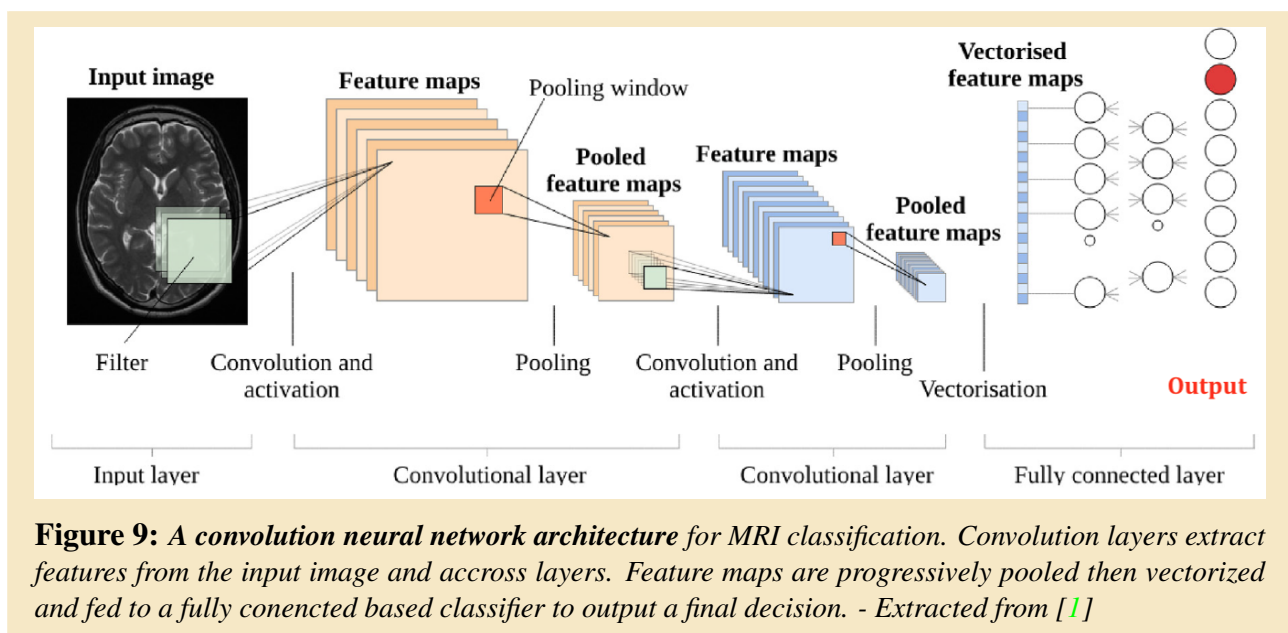 Input image
Feature maps
Pooling window
Pooled
feature maps
Feature maps
Pooled
feature maps
Vectorised
feature maps
Filter
Convolution and
activation
Pooling
Convolution and
activation
Pooling
Vectorisation
Output
Input layer
Convolutional layer
Convolutional layer
Fully connected layer
Figure 9: A convolution neural network architecture for MRI classification. Convolution layers extract
features from the input image and accross layers. Feature maps are progressively pooled then vectorized
and fed to a fully conencted based classifier to output a final decision. - Extracted from [1]